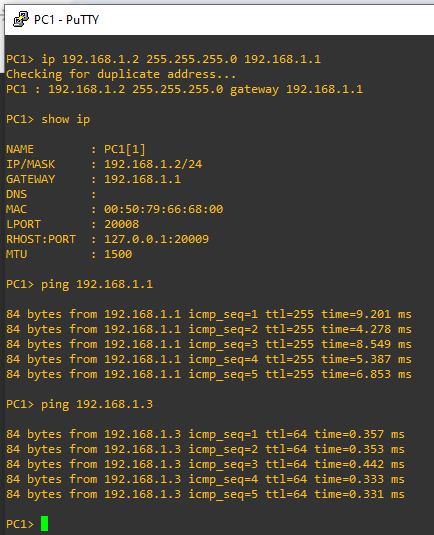 PC1 - PuTTY
PC1> ip 192.168.1.2 255.255.255.0 192.168.1.1
Checking for duplicate address...
PC1 : 192.168.1.2 255.255.255.0 gateway 192.168.1.1
PC1> show ip
NAME        : PC1[1]
IP/MASK     : 192.168.1.2/24
GATEWAY     : 192.168.1.1
DNS         :
MAC         : 00:50:79:66:68:00
LPORT       : 20008
RHOST:PORT  : 127.0.0.1:20009
MTU         : 1500
PC1> ping 192.168.1.1
84 bytes from 192.168.1.1 icmp_seq=1 ttl=255 time=9.201 ms
84 bytes from 192.168.1.1 icmp_seq=2 ttl=255 time=4.278 ms
84 bytes from 192.168.1.1 icmp_seq=3 ttl=255 time=8.549 ms
84 bytes from 192.168.1.1 icmp_seq=4 ttl=255 time=5.387 ms
84 bytes from 192.168.1.1 icmp_seq=5 ttl=255 time=6.853 ms
PC1> ping 192.168.1.3
84 bytes from 192.168.1.3 icmp_seq=1 ttl=64 time=0.357 ms
84 bytes from 192.168.1.3 icmp_seq=2 ttl=64 time=0.353 ms
84 bytes from 192.168.1.3 icmp_seq=3 ttl=64 time=0.442 ms
84 bytes from 192.168.1.3 icmp_seq=4 ttl=64 time=0.333 ms
84 bytes from 192.168.1.3 icmp_seq=5 ttl=64 time=0.331 ms
PC1>